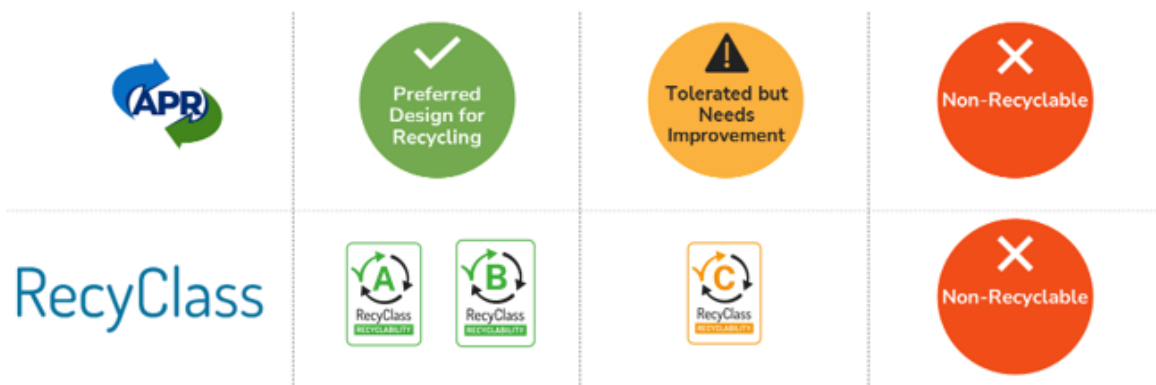 APR
Preferred
Design for
Recycling
Tolerated but
Needs
Improvement
Non-Recyclable
RecyClass
A
RecyClass
RECYCLABILITY
B
RecyClass
RECYCLABILITY
C
RecyClass
RECYCLABILITY
Non-Recyclable